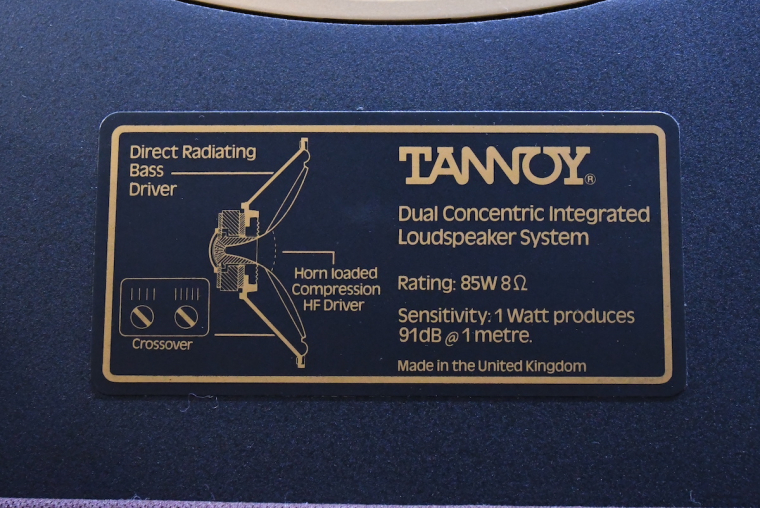 Direct Radiating
Bass
Driver
Horn loaded
Compression
HF Driver
Crossover
TANNOY®
Dual Concentric Integrated
Loudspeaker System
Rating: 85W 8Ω
Sensitivity: 1 Watt produces
91dB @ 1 metre.
Made in the United Kingdom